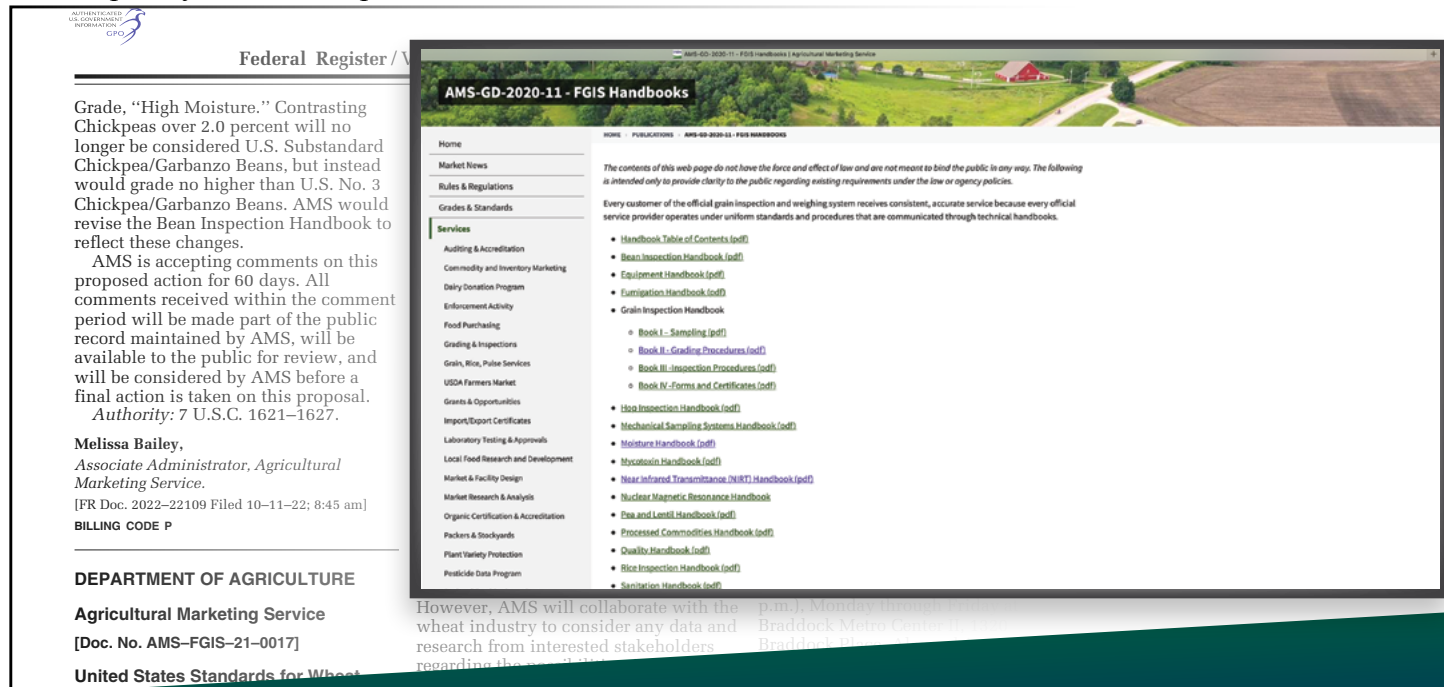 AUTHENTICATED
U.S. GOVERNMENT
INFORMATION
GPO
Federal Register /
Grade, ‘‘High Moisture.’’ Contrasting
Chickpeas over 2.0 percent will no
longer be considered U.S. Substandard
Chickpea/Garbanzo Beans, but instead
would grade no higher than U.S. No. 3
Chickpea/Garbanzo Beans. AMS would
revise the Bean Inspection Handbook to
reflect these changes.
AMS is accepting comments on this
proposed action for 60 days. All
comments received within the comment
period will be made part of the public
record maintained by AMS, will be
available to the public for review, and
will be considered by AMS before a
final action is taken on this proposal.
Authority: 7 U.S.C. 1621–1627.
Melissa Bailey,
Associate Administrator, Agricultural
Marketing Service.
[FR Doc. 2022–22109 Filed 10–11–22; 8:45 am]
BILLING CODE P
DEPARTMENT OF AGRICULTURE
Agricultural Marketing Service
[Doc. No. AMS–FGIS–21–0017]
United States Standards for Wheat
AMS-GD-2020-11 - FGIS Handbooks | Agricultural Marketing Service
AMS-GD-2020-11 - FGIS Handbooks
HOME › PUBLICATIONS › AMS-GD-2020-11 - FGIS HANDBOOKS
Home
Market News
Rules & Regulations
Grades & Standards
Services
Auditing & Accreditation
Commodity and Inventory Marketing
Dairy Donation Program
Enforcement Activity
Food Purchasing
Grading & Inspections
Grain, Rice, Pulse Services
USDA Farmers Market
Grants & Opportunities
Import/Export Certificates
Laboratory Testing & Approvals
Local Food Research and Development
Market & Facility Design
Market Research & Analysis
Organic Certification & Accreditation
Packers & Stockyards
Plant Variety Protection
Pesticide Data Program
The contents of this web page do not have the force and effect of law and are not meant to bind the public in any way. The following
is intended only to provide clarity to the public regarding existing requirements under the law or agency policies.
Every customer of the official grain inspection and weighing system receives consistent, accurate service because every official
service provider operates under uniform standards and procedures that are communicated through technical handbooks.
Handbook Table of Contents (pdf)
Bean Inspection Handbook (pdf)
Equipment Handbook (pdf)
Fumigation Handbook (pdf)
Grain Inspection Handbook
Book I – Sampling (pdf)
Book II - Grading Procedures (pdf)
Book III -Inspection Procedures (pdf)
Book IV -Forms and Certificates (pdf)
Hop Inspection Handbook (pdf)
Mechanical Sampling Systems Handbook (pdf)
Moisture Handbook (pdf)
Mycotoxin Handbook (pdf)
Near Infrared Transmittance (NIRT) Handbook (pdf)
Nuclear Magnetic Resonance Handbook
Pea and Lentil Handbook (pdf)
Processed Commodities Handbook (pdf)
Quality Handbook (pdf)
Rice Inspection Handbook (pdf)
Sanitation Handbook (pdf)
However, AMS will collaborate with the
wheat industry to consider any data and
research from interested stakeholders
regarding the
p.m.), Monday through
Braddock Metro Center
Braddock